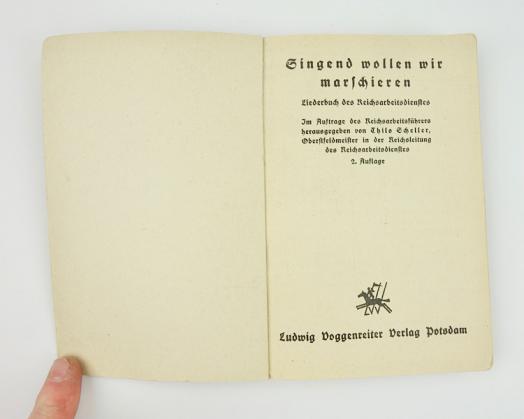 Singend wollen wir
marschieren
Liederbuch des Reichsarbeitsdienstes
Im Auftrage des Reichsarbeitsführers
herausgegeben von Thilo Scheller,
Oberstfeldmeister in der Reichsleitung
des Reichsarbeitsdienstes
2. Auflage
Ludwig Voggenreiter Verlag Potsdam